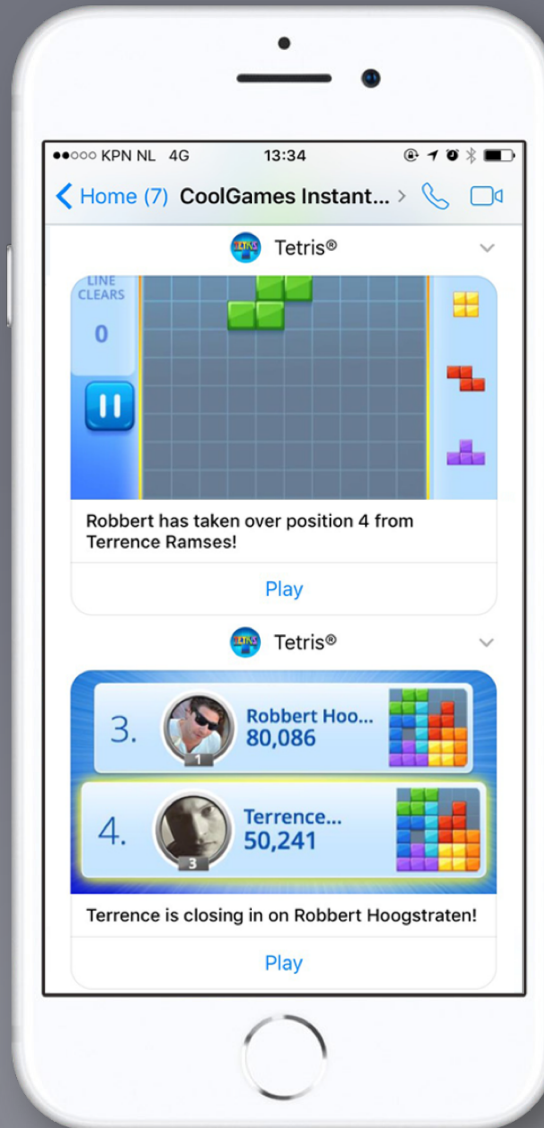 ●●○○○ KPN NL 4G 13:34
Home (7) CoolGames Instant... >
TETRIS Tetris®
LINE
CLEARS
0
Robbert has taken over position 4 from
Terrence Ramses!
Play
TETRIS Tetris®
3. 1 Robbert Hoo...
80,086
4. 3 Terrence...
50,241
Terrence is closing in on Robbert Hoogstraten!
Play